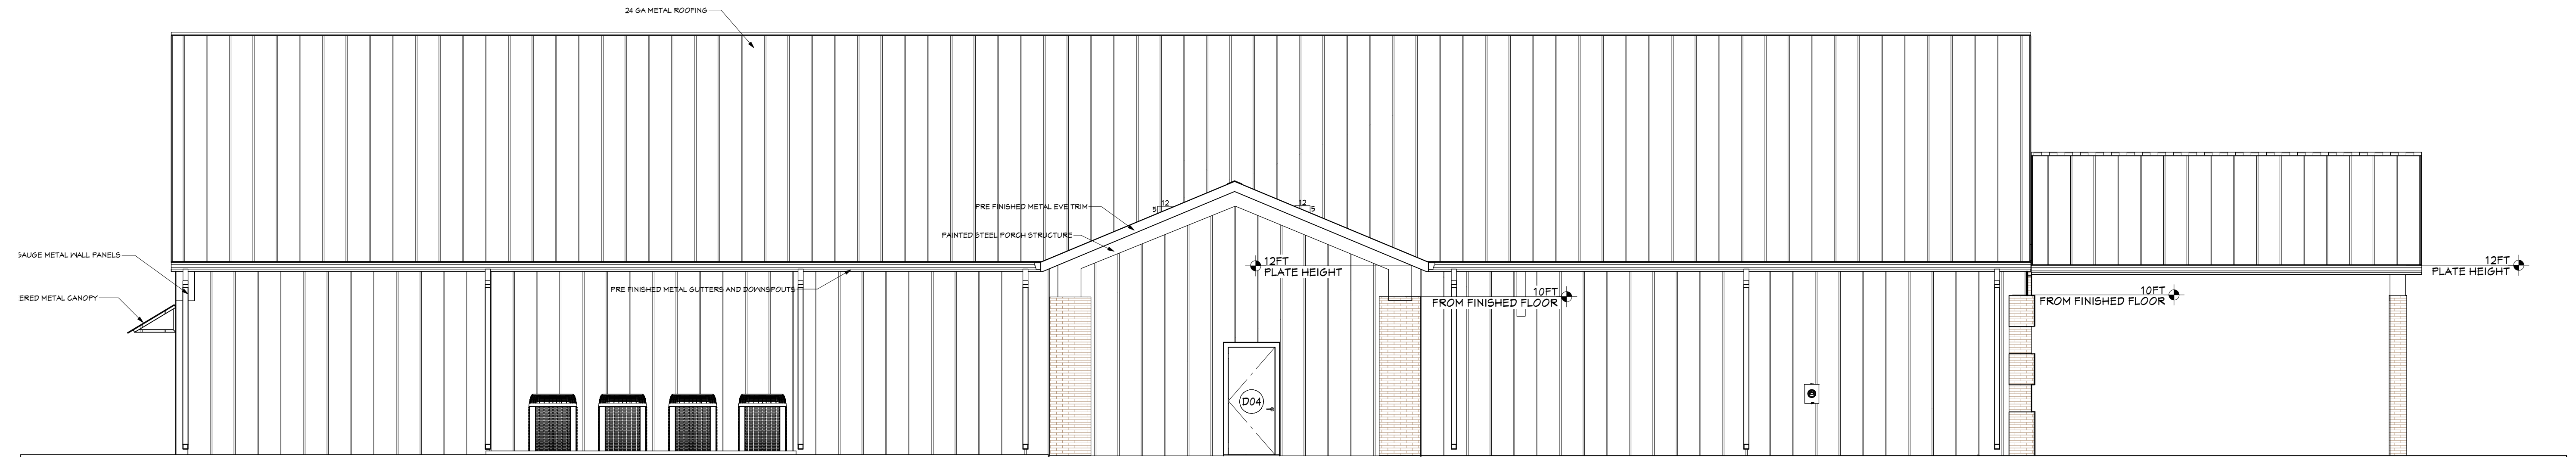 24 GA METAL ROOFING
12
5
12
5
PRE FINISHED METAL EVE TRIM
PAINTED STEEL PORCH STRUCTURE
GAUGE METAL WALL PANELS
12FT
PLATE HEIGHT
12FT
PLATE HEIGHT
PRE FINISHED METAL GUTTERS AND DOWNSPOUTS
10FT
FROM FINISHED FLOOR
10FT
FROM FINISHED FLOOR
ERED METAL CANOPY
D04